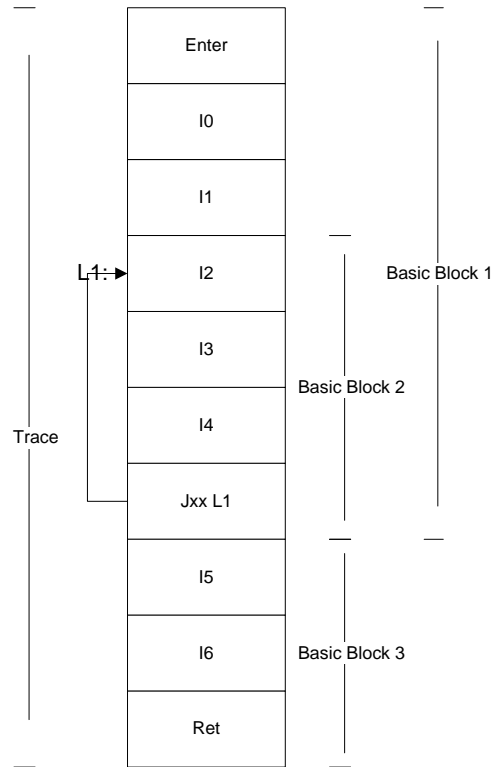 Enter
I0
I1
L1:
I2
Basic Block 1
I3
Basic Block 2
I4
Trace
Jxx L1
I5
I6
Basic Block 3
Ret